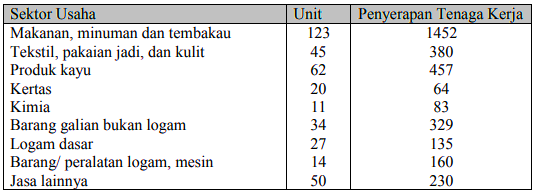 Sektor Usaha Unit Penyerapan Tenaga Kerja
Makanan, minuman dan tembakau 123 1452
Tekstil, pakaian jadi, dan kulit 45 380
Produk kayu 62 457
Kertas 20 64
Kimia 11 83
Barang galian bukan logam 34 329
Logam dasar 27 135
Barang/ peralatan logam, mesin 14 160
Jasa lainnya 50 230